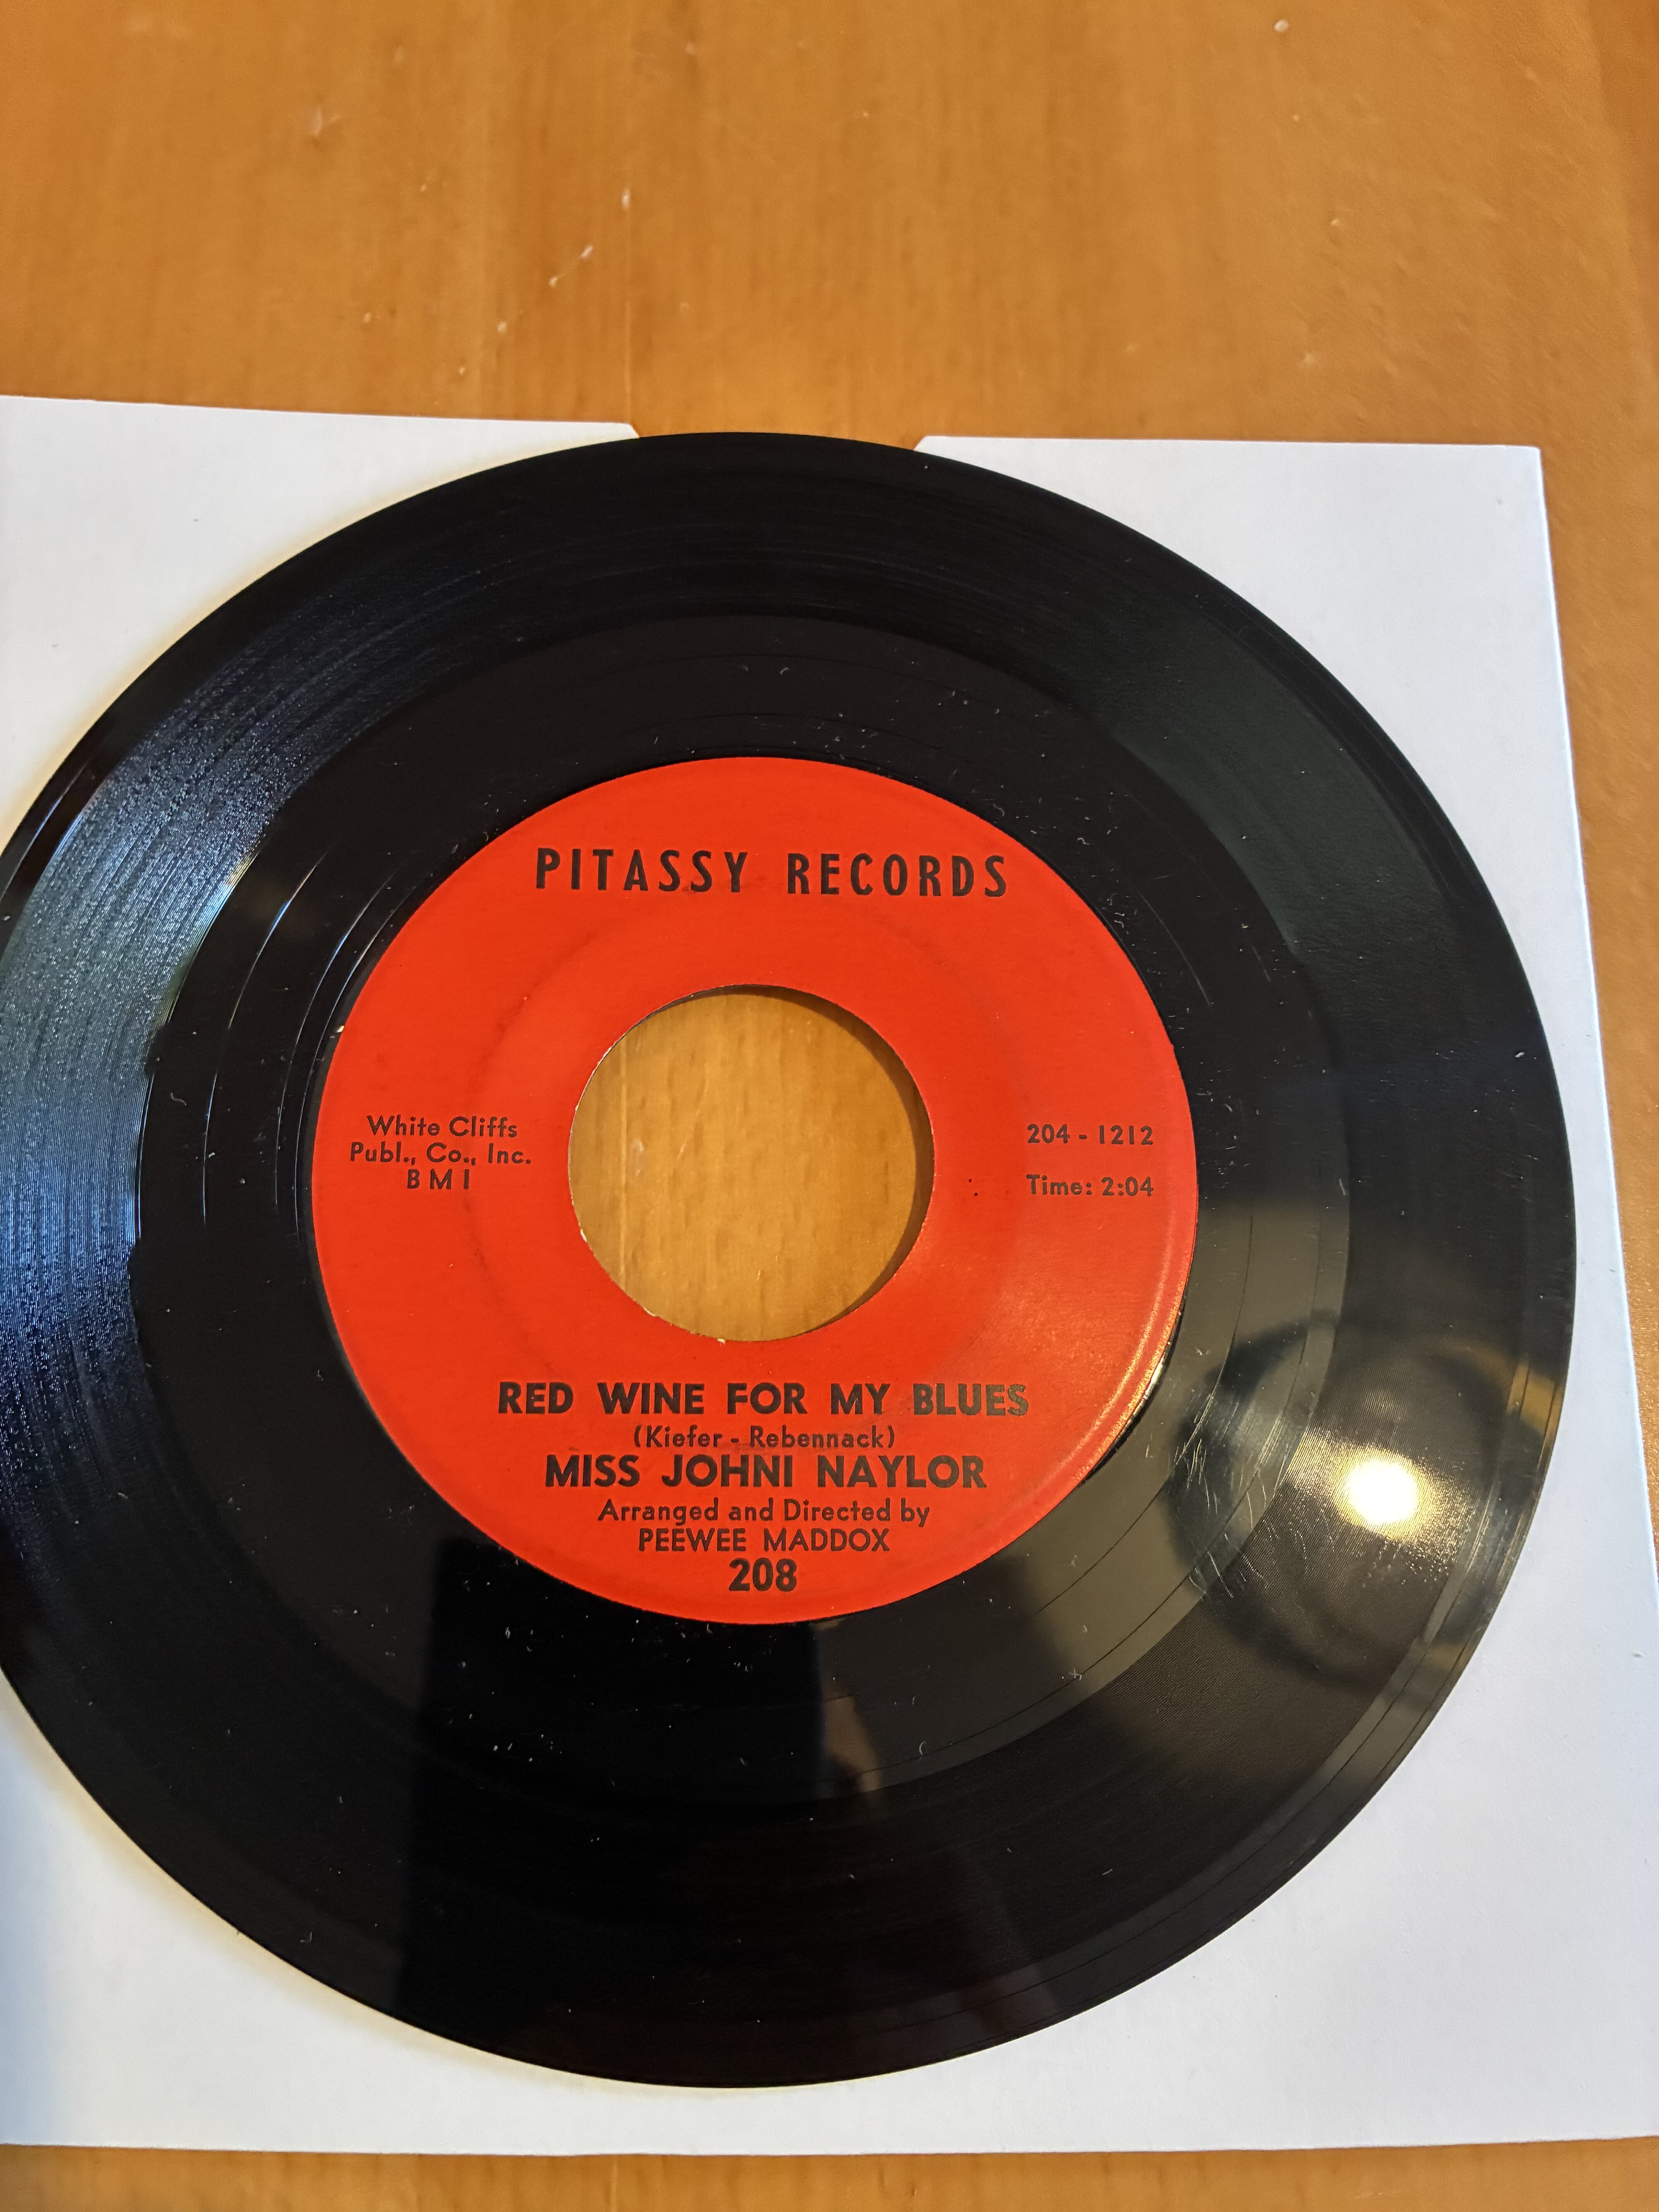 PITASSY RECORDS
White Cliffs
Publ., Co., Inc.
B M I
204 - 1212
Time: 2:04
RED WINE FOR MY BLUES
(Kiefer - Rebennack)
MISS JOHNI NAYLOR
Arranged and Directed by
PEEWEE MADDOX
208